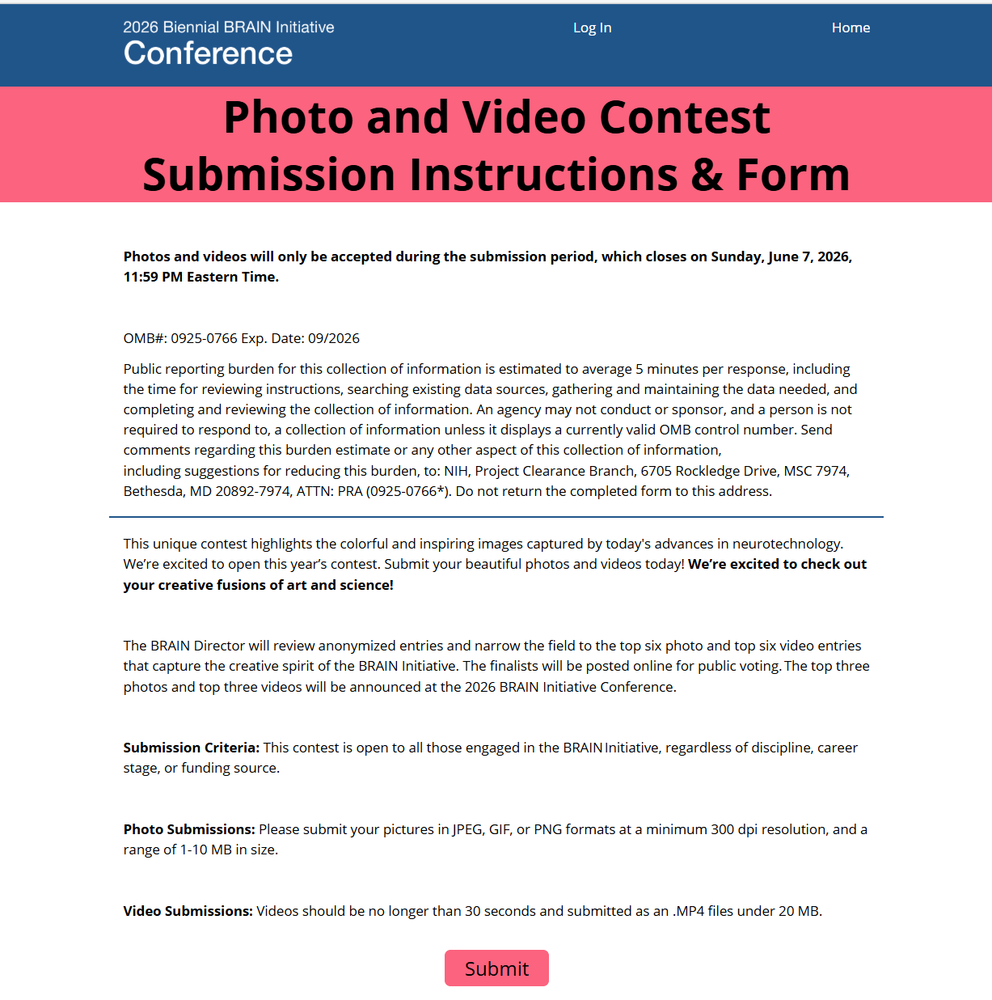 2026 Biennial BRAIN Initiative
Conference
Log In
Home
Photo and Video Contest
Submission Instructions & Form
Photos and videos will only be accepted during the submission period, which closes on Sunday, June 7, 2026,
11:59 PM Eastern Time.
OMB#: 0925-0766 Exp. Date: 09/2026
Public reporting burden for this collection of information is estimated to average 5 minutes per response, including
the time for reviewing instructions, searching existing data sources, gathering and maintaining the data needed, and
completing and reviewing the collection of information. An agency may not conduct or sponsor, and a person is not
required to respond to, a collection of information unless it displays a currently valid OMB control number. Send
comments regarding this burden estimate or any other aspect of this collection of information,
including suggestions for reducing this burden, to: NIH, Project Clearance Branch, 6705 Rockledge Drive, MSC 7974,
Bethesda, MD 20892-7974, ATTN: PRA (0925-0766*). Do not return the completed form to this address.
This unique contest highlights the colorful and inspiring images captured by today's advances in neurotechnology.
We’re excited to open this year’s contest. Submit your beautiful photos and videos today! We’re excited to check out
your creative fusions of art and science!
The BRAIN Director will review anonymized entries and narrow the field to the top six photo and top six video entries
that capture the creative spirit of the BRAIN Initiative. The finalists will be posted online for public voting. The top three
photos and top three videos will be announced at the 2026 BRAIN Initiative Conference.
Submission Criteria: This contest is open to all those engaged in the BRAIN Initiative, regardless of discipline, career
stage, or funding source.
Photo Submissions: Please submit your pictures in JPEG, GIF, or PNG formats at a minimum 300 dpi resolution, and a
range of 1-10 MB in size.
Video Submissions: Videos should be no longer than 30 seconds and submitted as an .MP4 files under 20 MB.
Submit